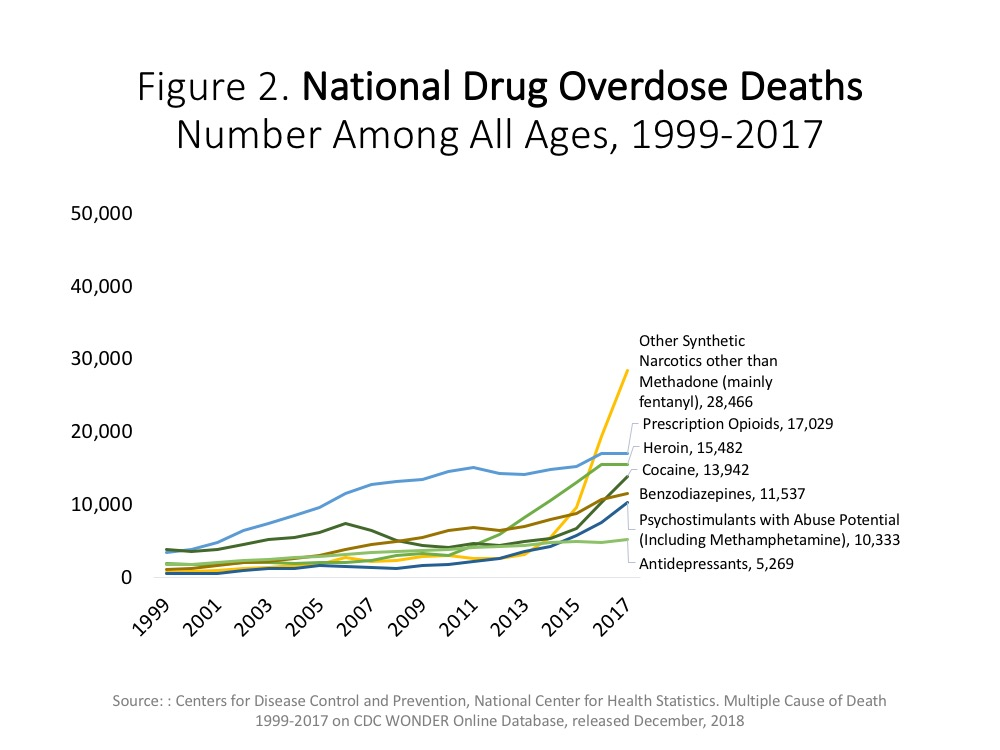 Figure 2. National Drug Overdose Deaths
Number Among All Ages, 1999-2017
50,000
40,000
30,000
20,000
10,000
0
Other Synthetic
Narcotics other than
Methadone (mainly
fentanyl), 28,466
Prescription Opioids, 17,029
Heroin, 15,482
Cocaine, 13,942
Benzodiazepines, 11,537
Psychostimulants with Abuse Potential
(Including Methamphetamine), 10,333
Antidepressants, 5,269
1999
2001
2003
2005
2007
2009
2011
2013
2015
2017
Source: : Centers for Disease Control and Prevention, National Center for Health Statistics. Multiple Cause of Death
1999-2017 on CDC WONDER Online Database, released December, 2018